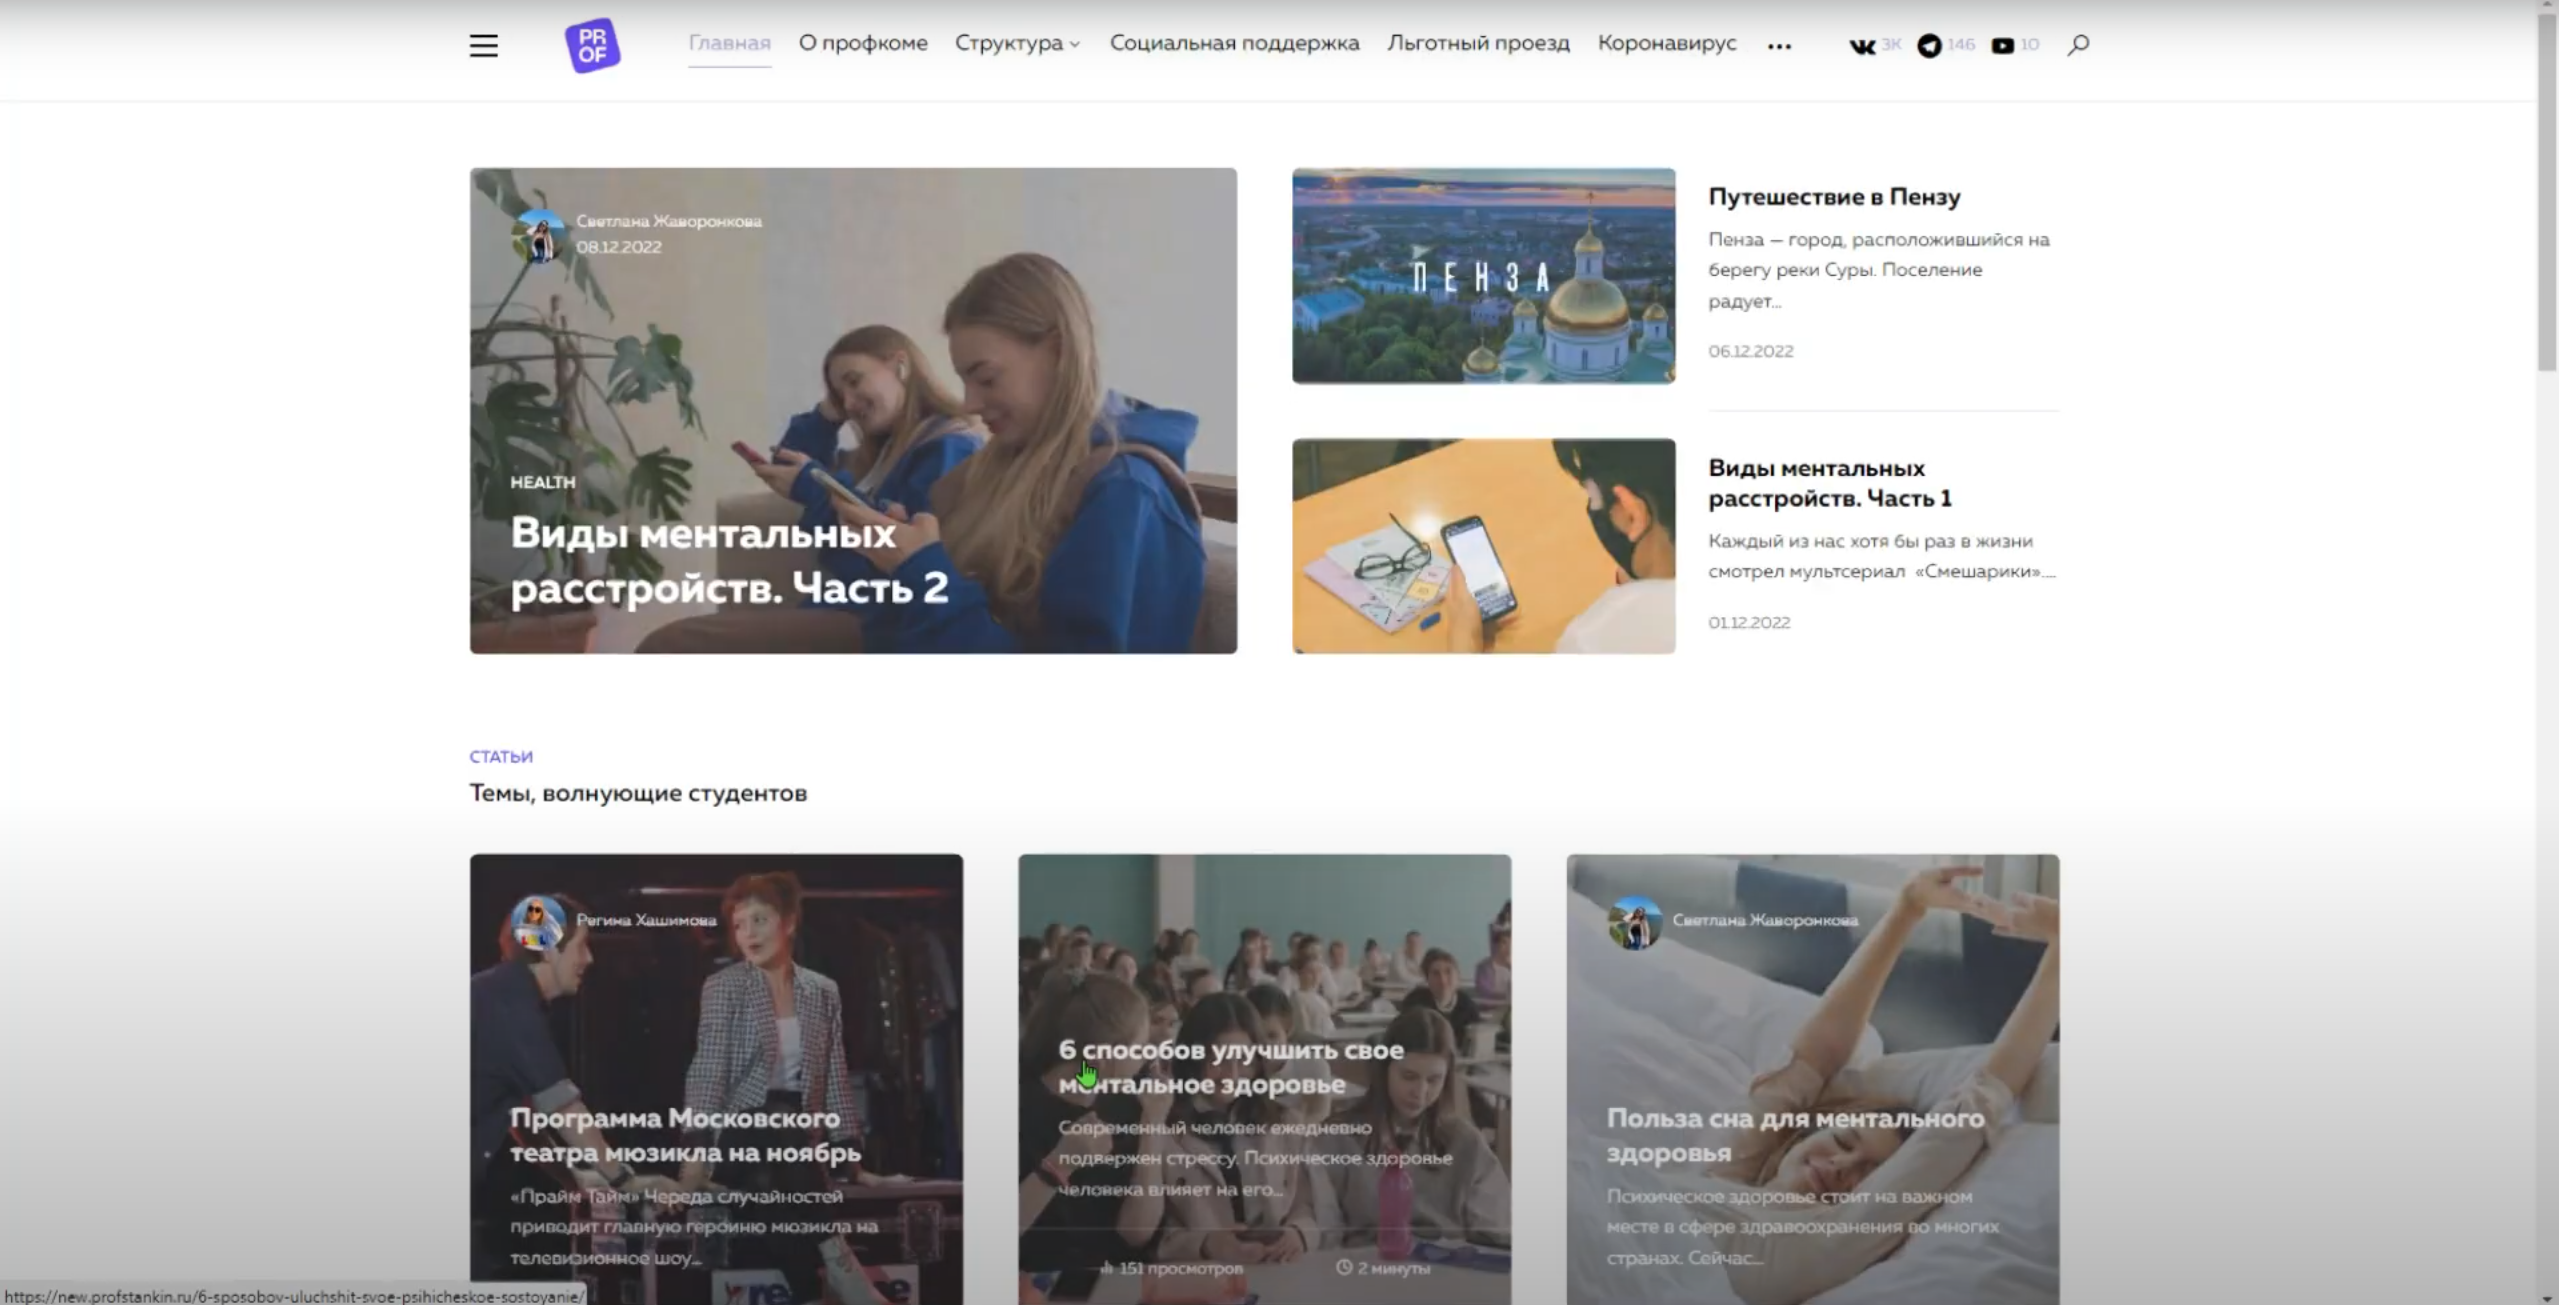 PR
OF
Главная
О профкоме
Структура
Социальная поддержка
Льготный проезд
Коронавирус
•••
3K
146
10
Светлана Жаворонкова
08.12.2022
HEALTH
Виды ментальных
расстройств. Часть 2
ПЕНЗА
Путешествие в Пензу
Пенза — город, расположившийся на
берегу реки Суры. Поселение
радует...
06.12.2022
Виды ментальных
расстройств. Часть 1
Каждый из нас хотя бы раз в жизни
смотрел мультсериал «Смешарики»....
01.12.2022
СТАТЬИ
Темы, волнующие студентов
Регина Хашимова
Программа Московского
театра мюзикла на ноябрь
«Прайм Тайм» Череда случайностей
приводит главную героиню мюзикла на
телевизионное шоу...
6 способов улучшить свое
ментальное здоровье
Современный человек ежедневно
подвержен стрессу. Психическое здоровье
человека влияет на его...
151 просмотров
2 минуты
Светлана Жаворонкова
Польза сна для ментального
здоровья
Психическое здоровье стоит на важном
месте в сфере здравоохранения во многих
странах. Сейчас...
https://new.profstankin.ru/6-sposobov-uluchshit-svoe-psihicheskoe-sostoyanie/